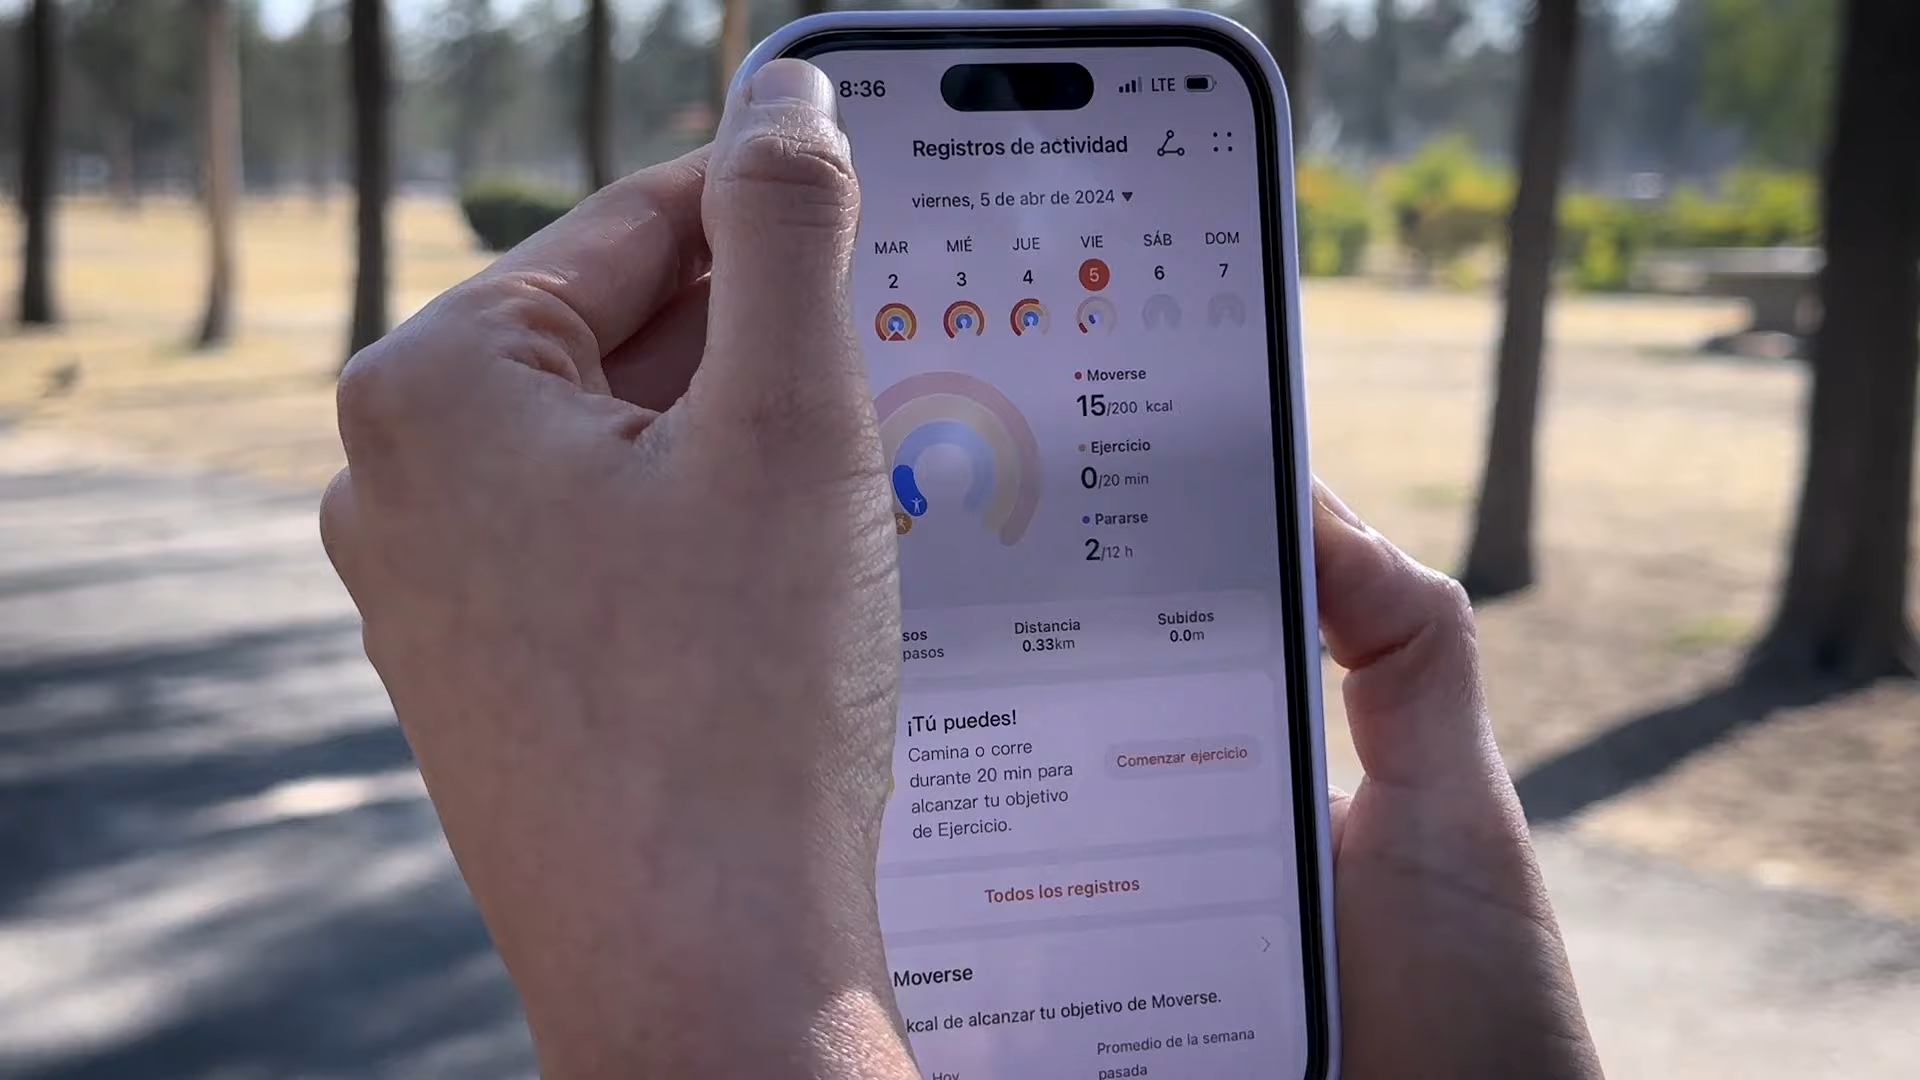 8:36 LTE
Registros de actividad
viernes, 5 de abr de 2024
MAR MIÉ JUE VIE SÁB DOM
2 3 4 5 6 7
Moverse
15/200 kcal
Ejercicio
0/20 min
Pararse
2/12 h
Distancia Subidos
pasos 0.33km 0.0m
¡Tú puedes!
Camina o corre
durante 20 min para
alcanzar tu objetivo
de Ejercicio.
Comenzar ejercicio
Todos los registros
Moverse
kcal de alcanzar tu objetivo de Moverse.
Hoy
Promedio de la semana
pasada